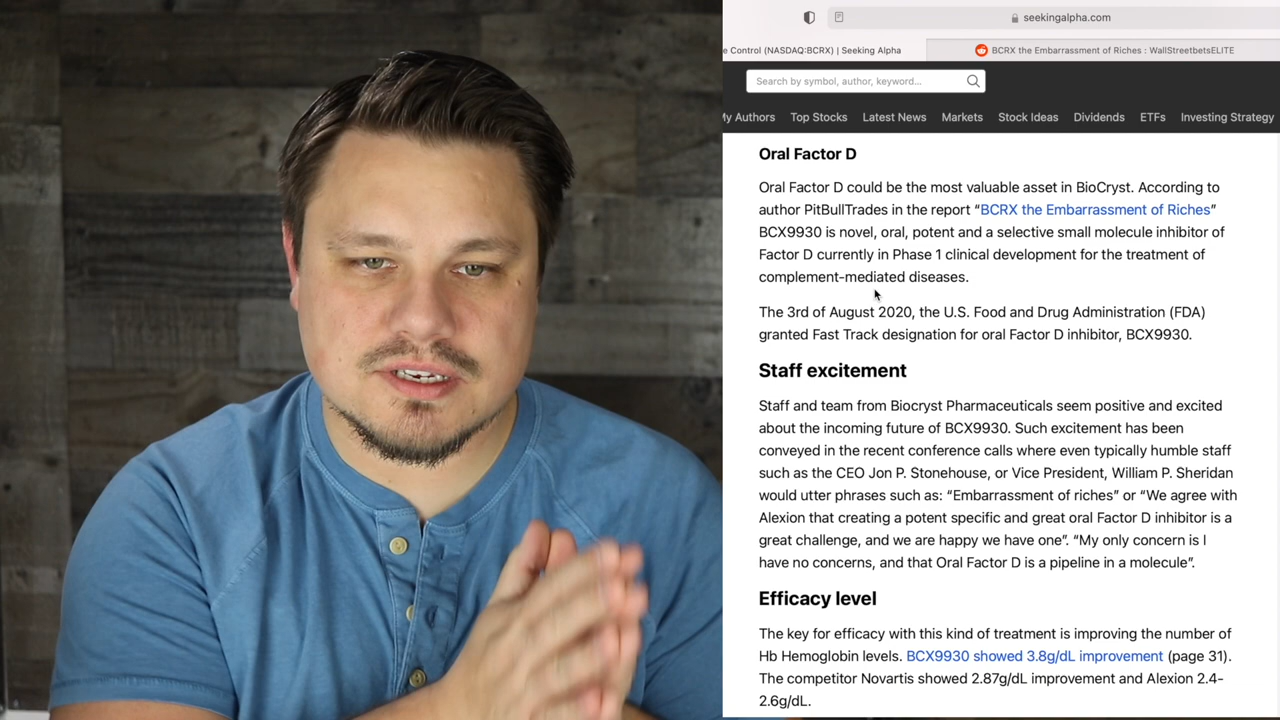 seekingalpha.com
e Control (NASDAQ:BCRX) | Seeking Alpha
BCRX the Embarrassment of Riches : WallStreetbetsELITE
Search by symbol, author, keyword...
My Authors Top Stocks Latest News Markets Stock Ideas Dividends ETFs Investing Strategy
Oral Factor D
Oral Factor D could be the most valuable asset in BioCryst. According to
author PitBullTrades in the report “BCRX the Embarrassment of Riches”
BCX9930 is novel, oral, potent and a selective small molecule inhibitor of
Factor D currently in Phase 1 clinical development for the treatment of
complement-mediated diseases.
The 3rd of August 2020, the U.S. Food and Drug Administration (FDA)
granted Fast Track designation for oral Factor D inhibitor, BCX9930.
Staff excitement
Staff and team from Biocryst Pharmaceuticals seem positive and excited
about the incoming future of BCX9930. Such excitement has been
conveyed in the recent conference calls where even typically humble staff
such as the CEO Jon P. Stonehouse, or Vice President, William P. Sheridan
would utter phrases such as: “Embarrassment of riches” or “We agree with
Alexion that creating a potent specific and great oral Factor D inhibitor is a
great challenge, and we are happy we have one”. “My only concern is I
have no concerns, and that Oral Factor D is a pipeline in a molecule”.
Efficacy level
The key for efficacy with this kind of treatment is improving the number of
Hb Hemoglobin levels. BCX9930 showed 3.8g/dL improvement (page 31).
The competitor Novartis showed 2.87g/dL improvement and Alexion 2.4-
2.6g/dL.